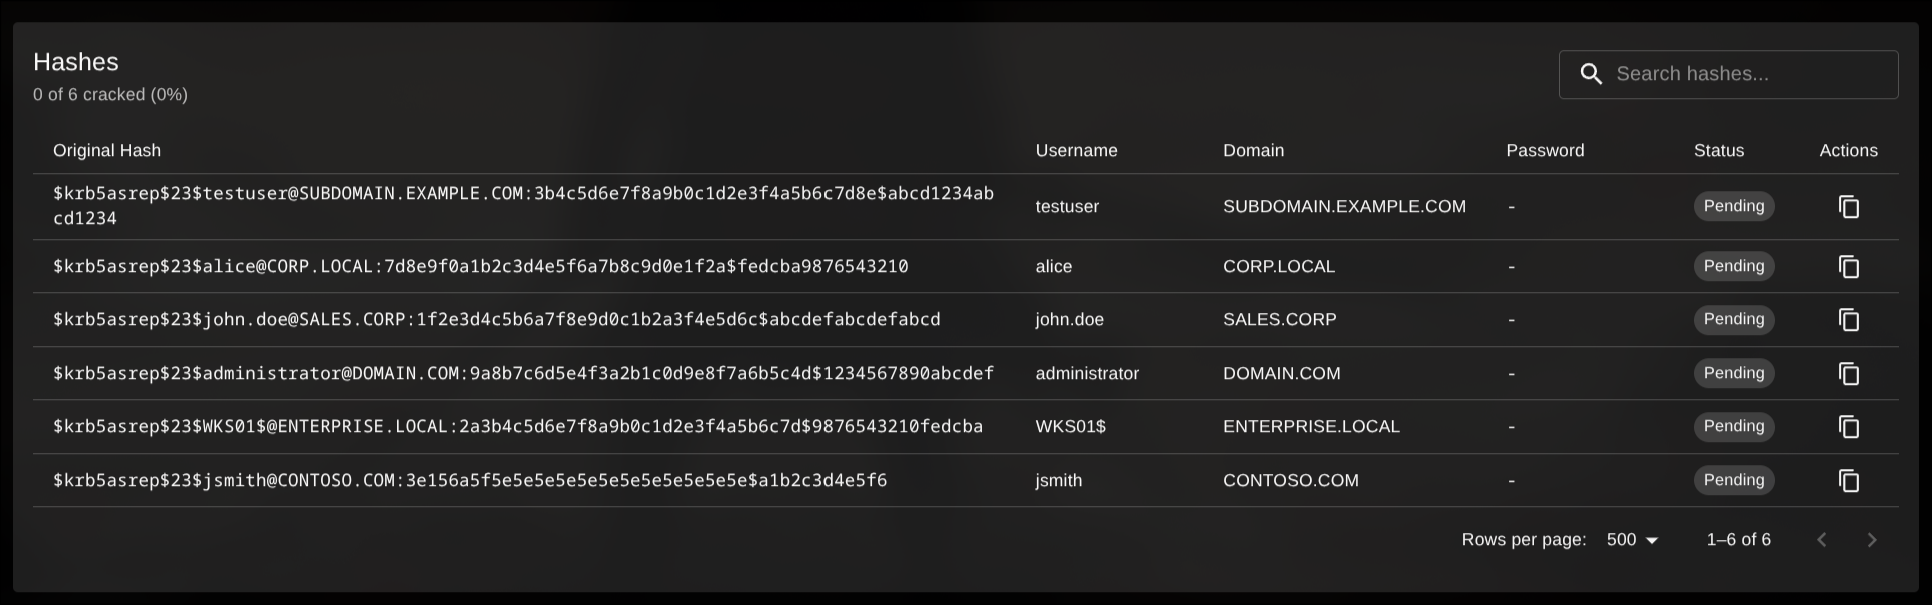 Hashes
0 of 6 cracked (0%)
Search hashes...
Original Hash Username Domain Password Status Actions
$krb5asrep$23$testuser@SUBDOMAIN.EXAMPLE.COM:3b4c5d6e7f8a9b0c1d2e3f4a5b6c7d8e$abcd1234ab
cd1234
testuser SUBDOMAIN.EXAMPLE.COM - Pending
$krb5asrep$23$alice@CORP.LOCAL:7d8e9f0a1b2c3d4e5f6a7b8c9d0e1f2a$fedcba9876543210 alice CORP.LOCAL - Pending
$krb5asrep$23$john.doe@SALES.CORP:1f2e3d4c5b6a7f8e9d0c1b2a3f4e5d6c$abcdefabcdefabcd john.doe SALES.CORP - Pending
$krb5asrep$23$administrator@DOMAIN.COM:9a8b7c6d5e4f3a2b1c0d9e8f7a6b5c4d$1234567890abcdef administrator DOMAIN.COM - Pending
$krb5asrep$23$WKS01$@ENTERPRISE.LOCAL:2a3b4c5d6e7f8a9b0c1d2e3f4a5b6c7d$9876543210fedcba WKS01$ ENTERPRISE.LOCAL - Pending
$krb5asrep$23$jsmith@CONTOSO.COM:3e156a5f5e5e5e5e5e5e5e5e5e5e5e5e$a1b2c3d4e5f6 jsmith CONTOSO.COM - Pending
Rows per page: 500 1–6 of 6